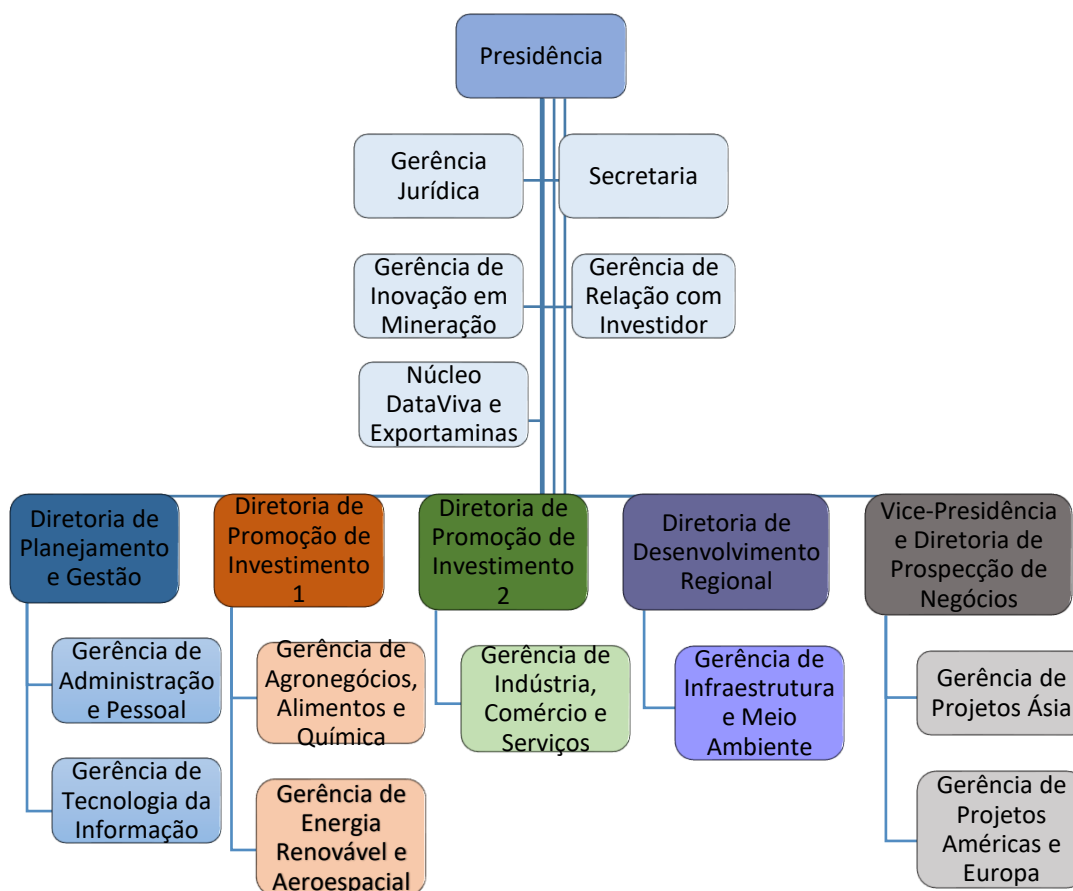 Presidência
Gerência
Jurídica
Secretaria
Gerência de
Inovação em
Mineração
Gerência de
Relação com
Investidor
Núcleo
DataViva e
Exportaminas
Diretoria de
Planejamento
e Gestão
Diretoria de
Promoção de
Investimento
1
Diretoria de
Promoção de
Investimento
2
Diretoria de
Desenvolvimento
Regional
Vice-Presidência
e Diretoria de
Prospecção de
Negócios
Gerência de
Administração
e Pessoal
Gerência de
Agronegócios,
Alimentos e
Química
Gerência de
Indústria,
Comércio e
Serviços
Gerência de
Infraestrutura
e Meio
Ambiente
Gerência de
Projetos Ásia
Gerência de
Tecnologia da
Informação
Gerência de
Energia
Renovável e
Aeroespacial
Gerência de
Projetos
Américas e
Europa